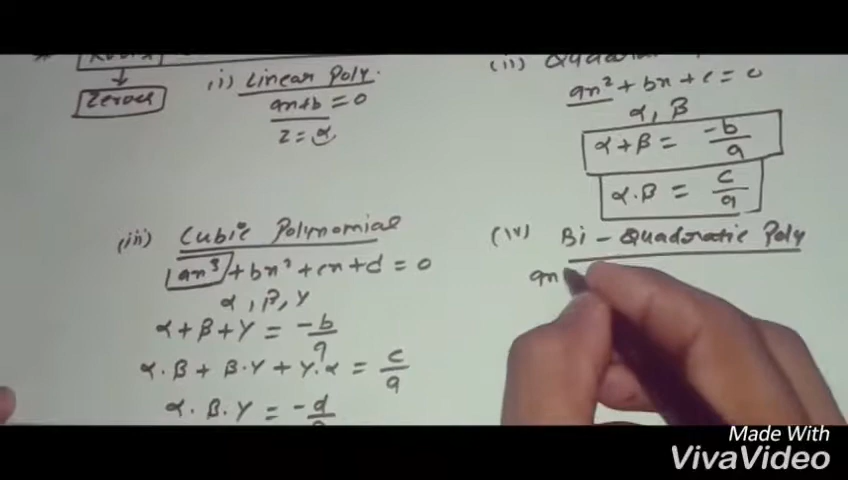 Zeroes
(i) Linear Poly.
ax+b = 0
(ii)
ax² + bx + c = 0
α, β
α + β = -b/a
α.β = c/a
(iii) Cubic Polynomial
ax³ + bx² + cx + d = 0
α, β, γ
α + β + γ = -b/a
α.β + β.γ + γ.α = c/a
α.β.γ = -d/a
(iv) Bi - Quadratic Poly
ax
Made With
VivaVideo